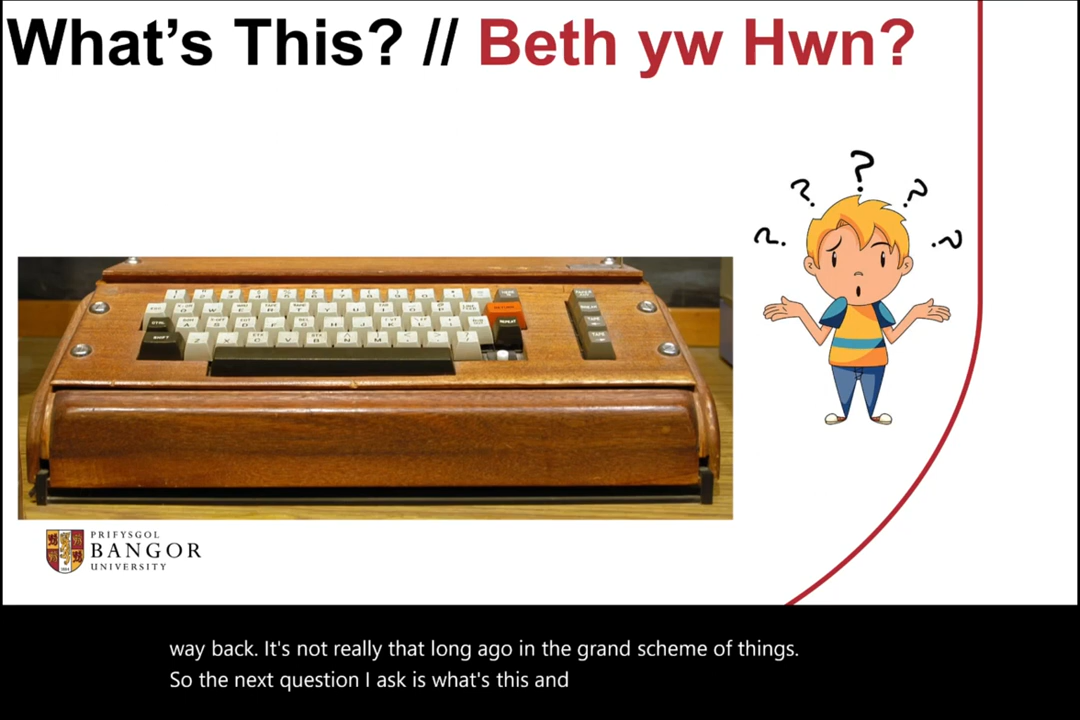 What's This? // Beth yw Hwn?
? ? ? ? ?
PRIFYSGOL
BANGOR
UNIVERSITY
way back. It's not really that long ago in the grand scheme of things.
So the next question I ask is what's this and